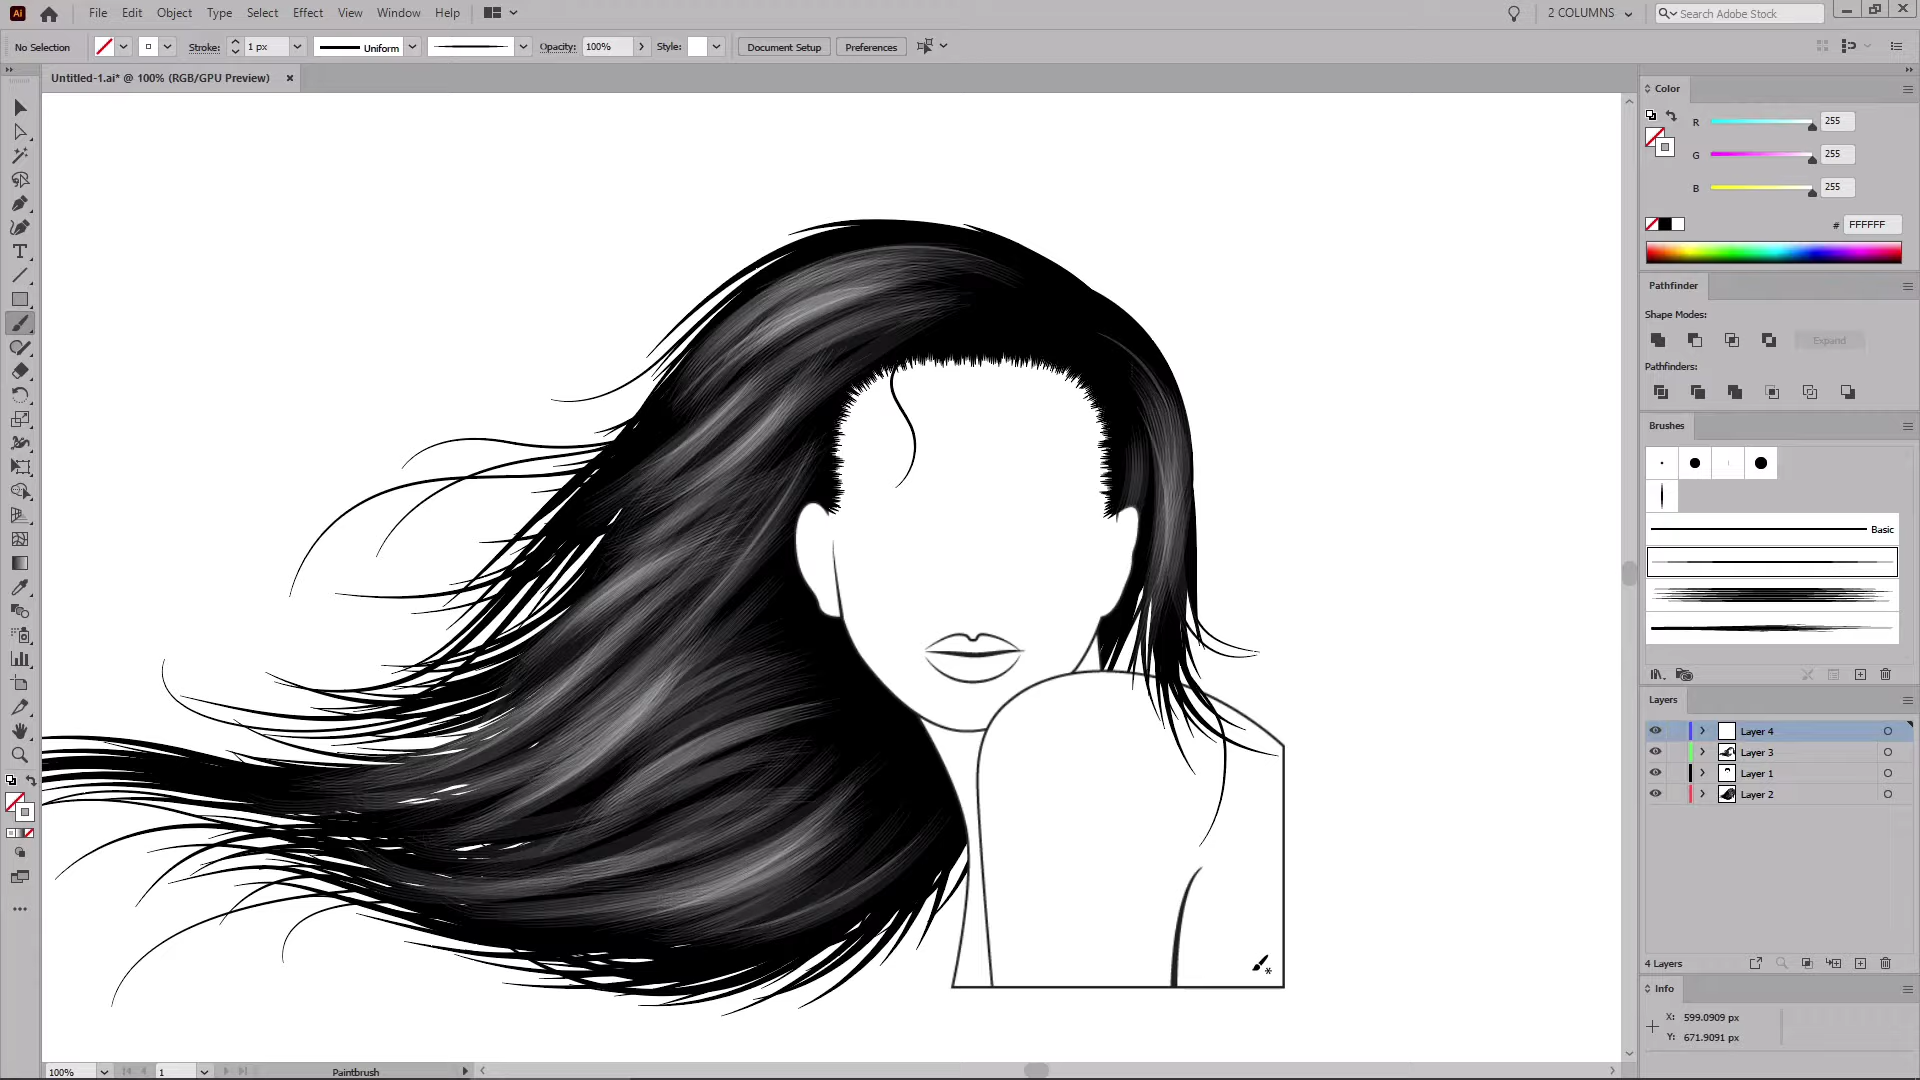 Ai File Edit Object Type Select Effect View Window Help 2 COLUMNS Search Adobe Stock
No Selection Stroke: 1 px Uniform Opacity: 100% Style: Document Setup Preferences
Untitled-1.ai* @ 100% (RGB/GPU Preview)
Color
R 255
G 255
B 255
# FFFFFF
Pathfinder
Shape Modes:
Expand
Pathfinders:
Brushes
Basic
Layers
Layer 4
Layer 3
Layer 1
Layer 2
4 Layers
Info
X: 599.0909 px
Y: 671.9091 px
100% 1 Paintbrush